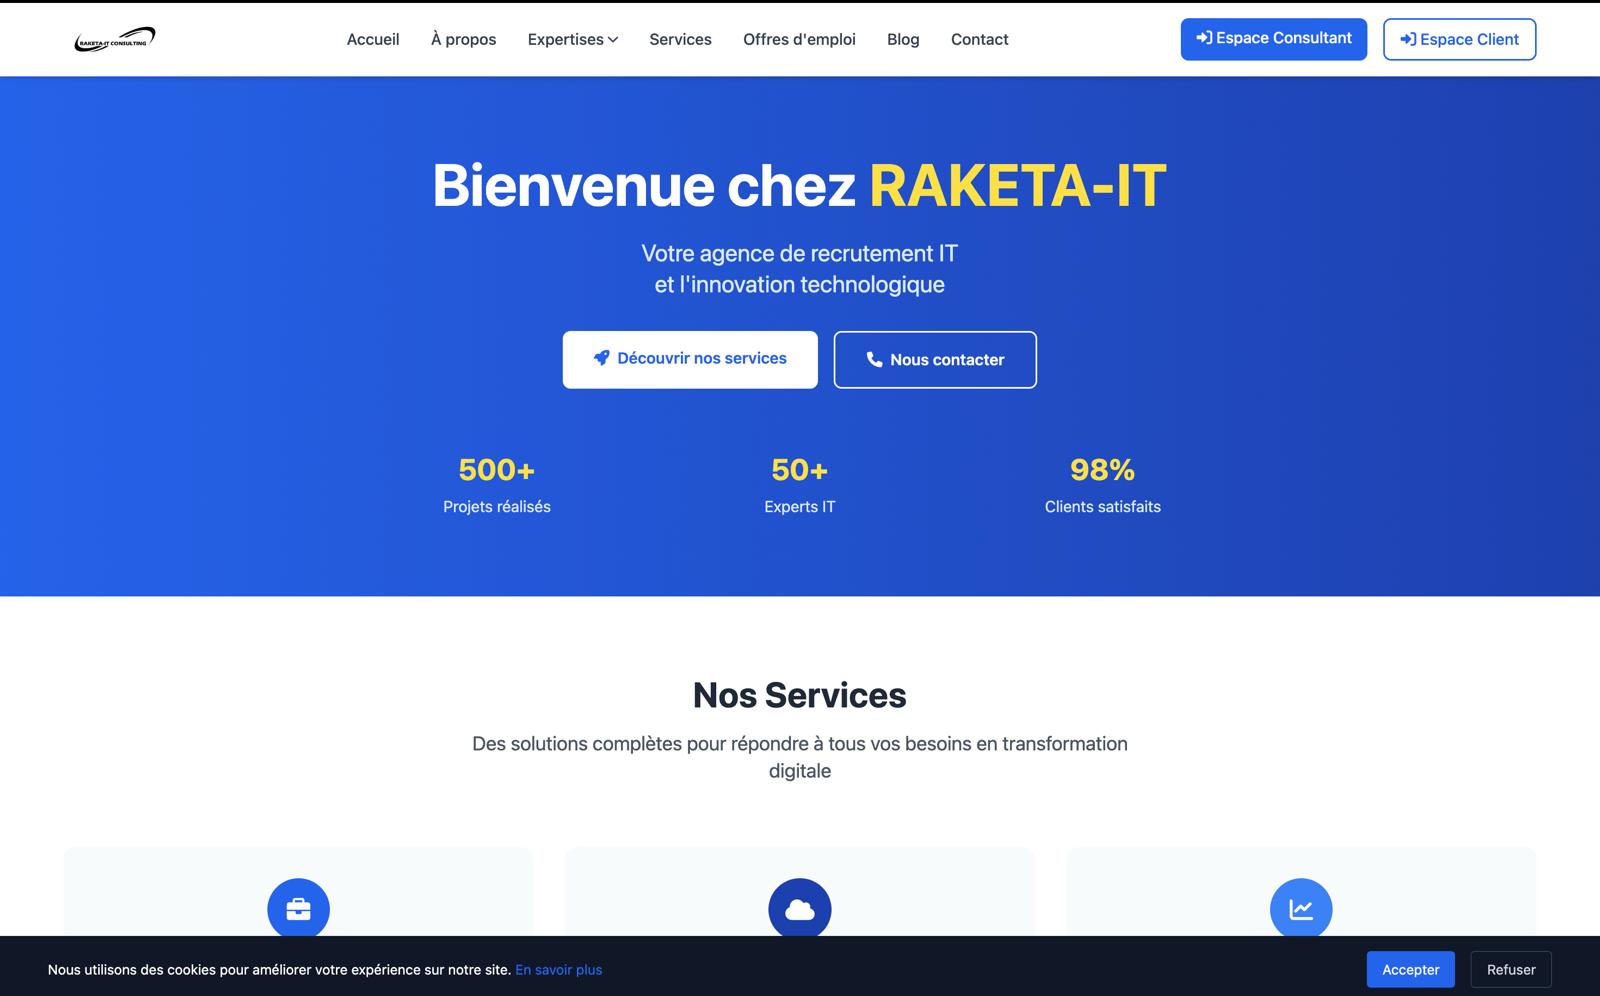 RAKETA-IT CONSULTING
Accueil
À propos
Expertises
Services
Offres d'emploi
Blog
Contact
Espace Consultant
Espace Client
Bienvenue chez RAKETA-IT
Votre agence de recrutement IT
et l'innovation technologique
Découvrir nos services
Nous contacter
500+
Projets réalisés
50+
Experts IT
98%
Clients satisfaits
Nos Services
Des solutions complètes pour répondre à tous vos besoins en transformation
digitale
Nous utilisons des cookies pour améliorer votre expérience sur notre site. En savoir plus
Accepter
Refuser